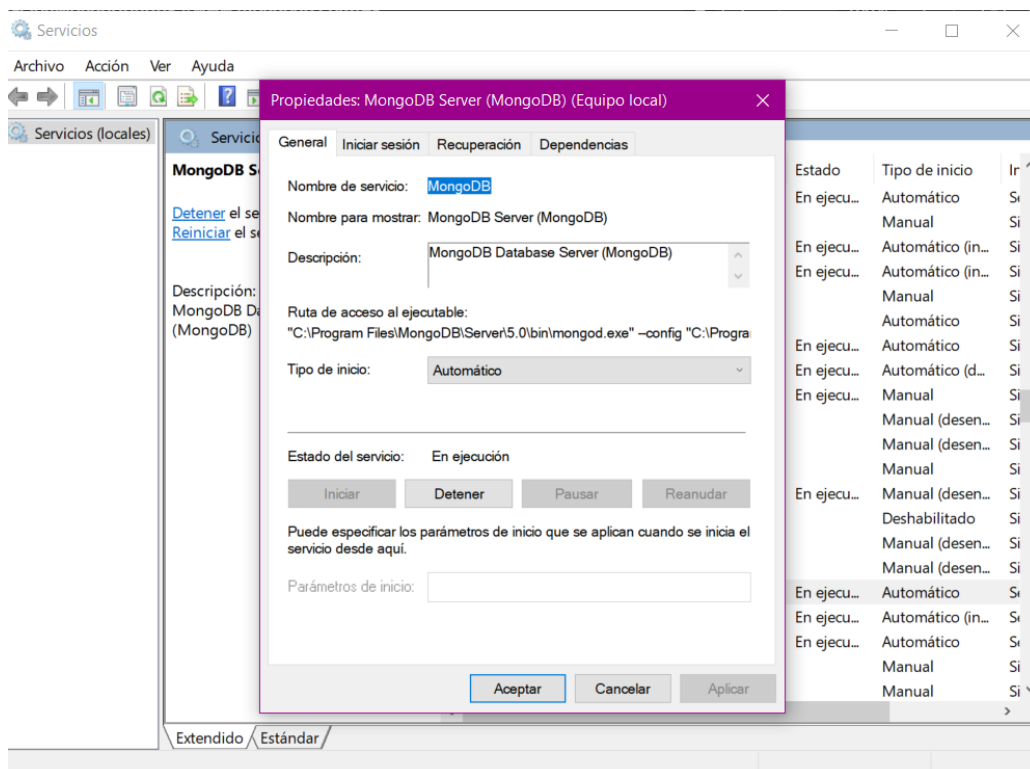 Servicios
Archivo Acción Ver Ayuda
Servicios (locales)
MongoDB
Detener el
Reiniciar el
Descripción:
MongoDB
(MongoDB)
Propiedades: MongoDB Server (MongoDB) (Equipo local)
General Iniciar sesión Recuperación Dependencias
Nombre de servicio: MongoDB
Nombre para mostrar: MongoDB Server (MongoDB)
Descripción: MongoDB Database Server (MongoDB)
Ruta de acceso al ejecutable:
"C:\Program Files\MongoDB\Server\5.0\bin\mongod.exe" --config "C:\Progra
Tipo de inicio: Automático
Estado del servicio: En ejecución
Iniciar Detener Pausar Reanudar
Puede especificar los parámetros de inicio que se aplican cuando se inicia el
servicio desde aquí.
Parámetros de inicio:
Aceptar Cancelar Aplicar
Estado Tipo de inicio
En ejecu... Automático
Manual
En ejecu... Automático (in...
En ejecu... Automático (in...
Manual
Automático
En ejecu... Automático
En ejecu... Automático (d...
En ejecu... Manual
Manual (desen...
Manual (desen...
Manual
En ejecu... Manual (desen...
Deshabilitado
Manual (desen...
Manual (desen...
En ejecu... Automático
En ejecu... Automático (in...
En ejecu... Automático
Manual
Manual
Extendido Estándar